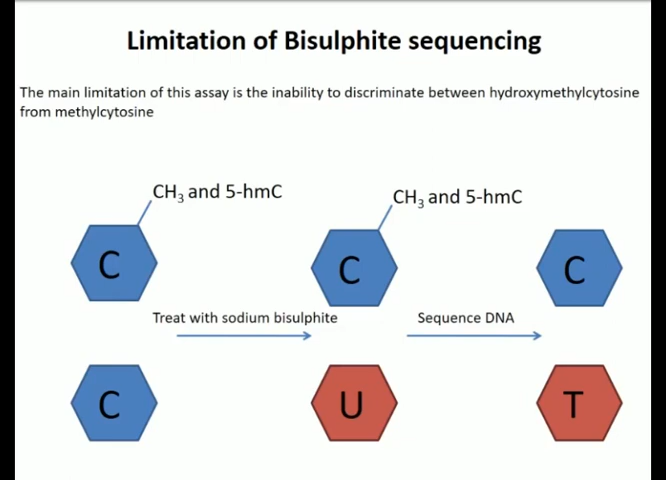 Limitation of Bisulphite sequencing
The main limitation of this assay is the inability to discriminate between hydroxymethylcytosine
from methylcytosine
CH₃ and 5-hmC
CH₃ and 5-hmC
C
C
C
Treat with sodium bisulphite
Sequence DNA
C
U
T